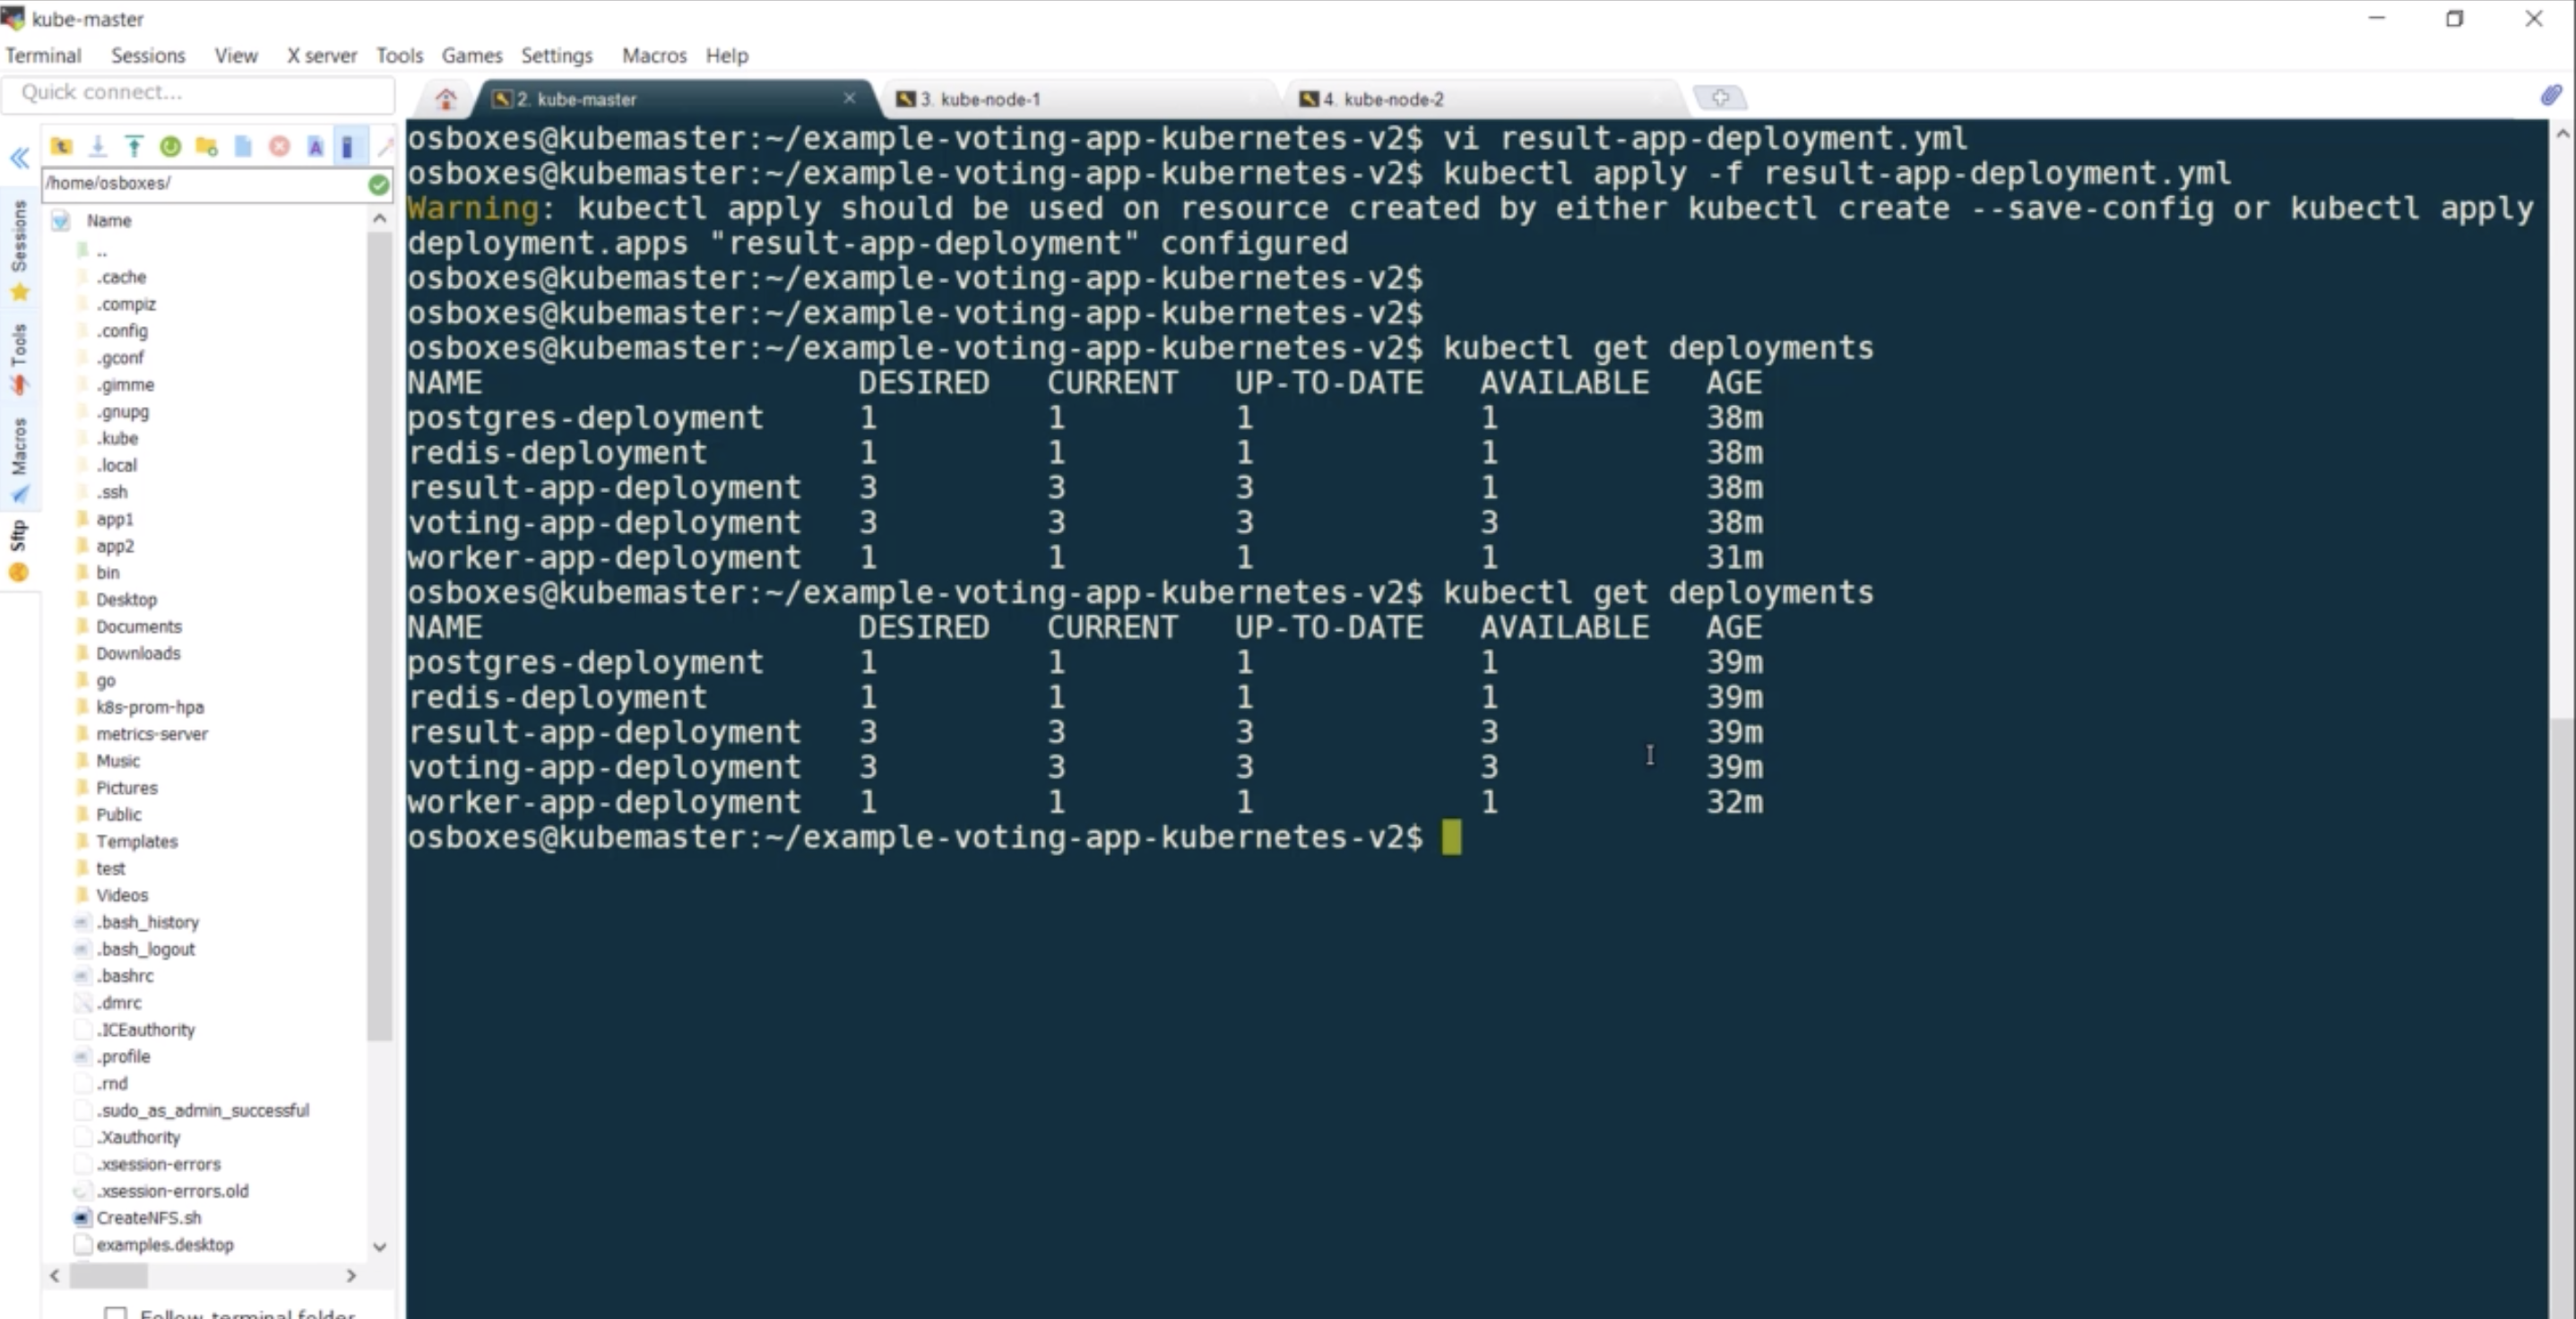 kube-master
Terminal Sessions View X server Tools Games Settings Macros Help
Quick connect...
2. kube-master
3. kube-node-1
4. kube-node-2
/home/osboxes/
Sessions
Tools
Macros
Sftp
Name
..
.cache
.compiz
.config
.gconf
.gimme
.gnupg
.kube
.local
.ssh
app1
app2
bin
Desktop
Documents
Downloads
go
k8s-prom-hpa
metrics-server
Music
Pictures
Public
Templates
test
Videos
.bash_history
.bash_logout
.bashrc
.dmrc
.ICEauthority
.profile
.rnd
.sudo_as_admin_successful
.Xauthority
.xsession-errors
.xsession-errors.old
CreateNFS.sh
examples.desktop
Follow terminal folder
osboxes@kubemaster:~/example-voting-app-kubernetes-v2$ vi result-app-deployment.yml
osboxes@kubemaster:~/example-voting-app-kubernetes-v2$ kubectl apply -f result-app-deployment.yml
Warning: kubectl apply should be used on resource created by either kubectl create --save-config or kubectl apply
deployment.apps "result-app-deployment" configured
osboxes@kubemaster:~/example-voting-app-kubernetes-v2$
osboxes@kubemaster:~/example-voting-app-kubernetes-v2$
osboxes@kubemaster:~/example-voting-app-kubernetes-v2$ kubectl get deployments
NAME DESIRED CURRENT UP-TO-DATE AVAILABLE AGE
postgres-deployment 1 1 1 1 38m
redis-deployment 1 1 1 1 38m
result-app-deployment 3 3 3 1 38m
voting-app-deployment 3 3 3 3 38m
worker-app-deployment 1 1 1 1 31m
osboxes@kubemaster:~/example-voting-app-kubernetes-v2$ kubectl get deployments
NAME DESIRED CURRENT UP-TO-DATE AVAILABLE AGE
postgres-deployment 1 1 1 1 39m
redis-deployment 1 1 1 1 39m
result-app-deployment 3 3 3 3 39m
voting-app-deployment 3 3 3 3 39m
worker-app-deployment 1 1 1 1 32m
osboxes@kubemaster:~/example-voting-app-kubernetes-v2$